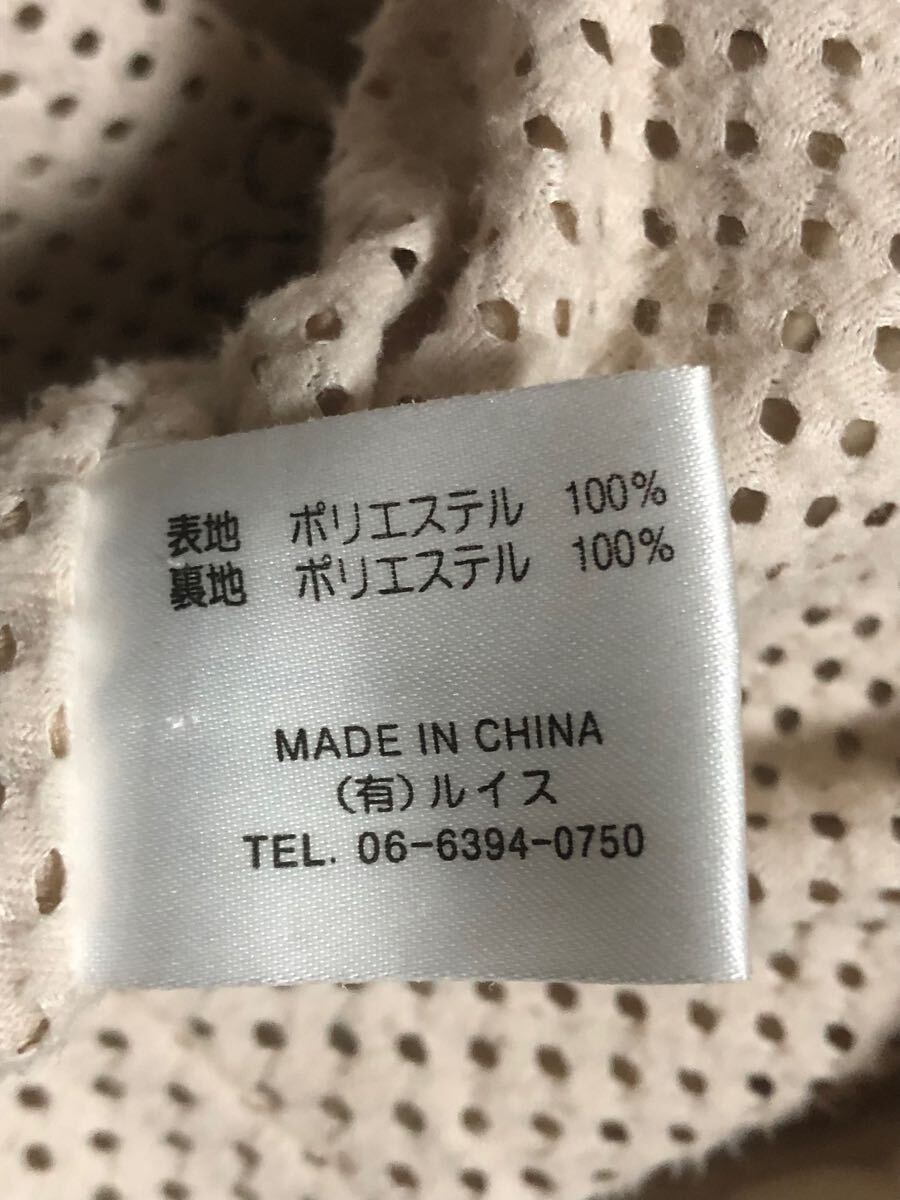 表地 ポリエステル 100%
裏地 ポリエステル 100%
MADE IN CHINA
(有)ルイス
TEL. 06-6394-0750